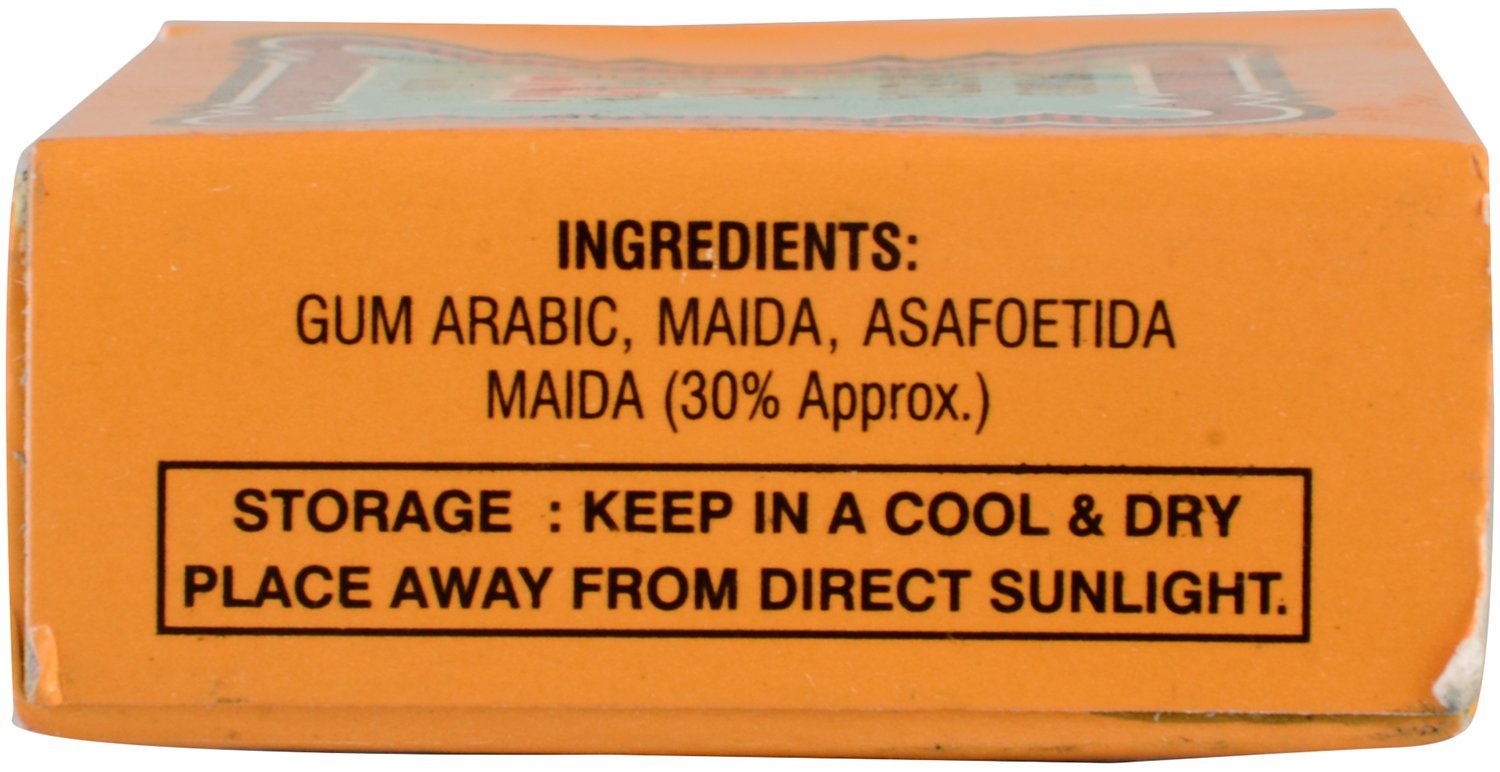 INGREDIENTS:
GUM ARABIC, MAIDA, ASAFOETIDA
MAIDA (30% Approx.)
STORAGE : KEEP IN A COOL & DRY
PLACE AWAY FROM DIRECT SUNLIGHT.